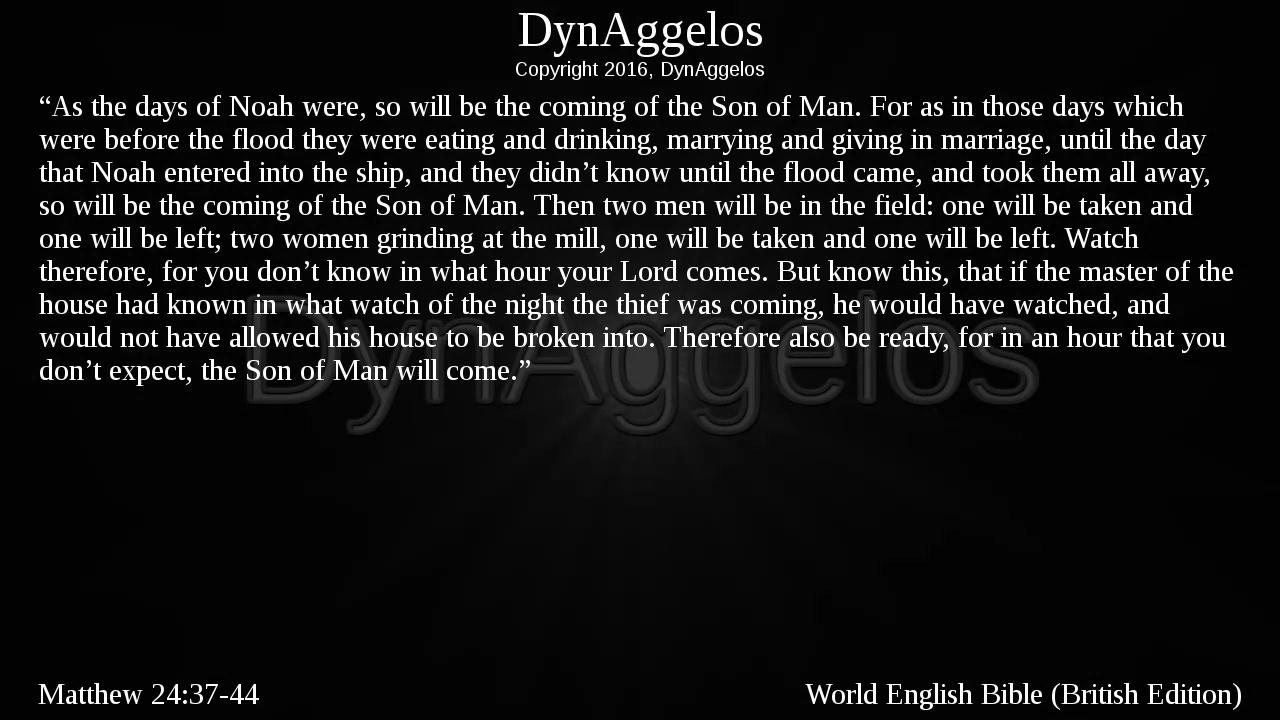 DynAggelos
Copyright 2016, DynAggelos
“As the days of Noah were, so will be the coming of the Son of Man. For as in those days which
were before the flood they were eating and drinking, marrying and giving in marriage, until the day
that Noah entered into the ship, and they didn’t know until the flood came, and took them all away,
so will be the coming of the Son of Man. Then two men will be in the field: one will be taken and
one will be left; two women grinding at the mill, one will be taken and one will be left. Watch
therefore, for you don’t know in what hour your Lord comes. But know this, that if the master of the
house had known in what watch of the night the thief was coming, he would have watched, and
would not have allowed his house to be broken into. Therefore also be ready, for in an hour that you
don’t expect, the Son of Man will come.”
DynAggelos
Matthew 24:37-44
World English Bible (British Edition)